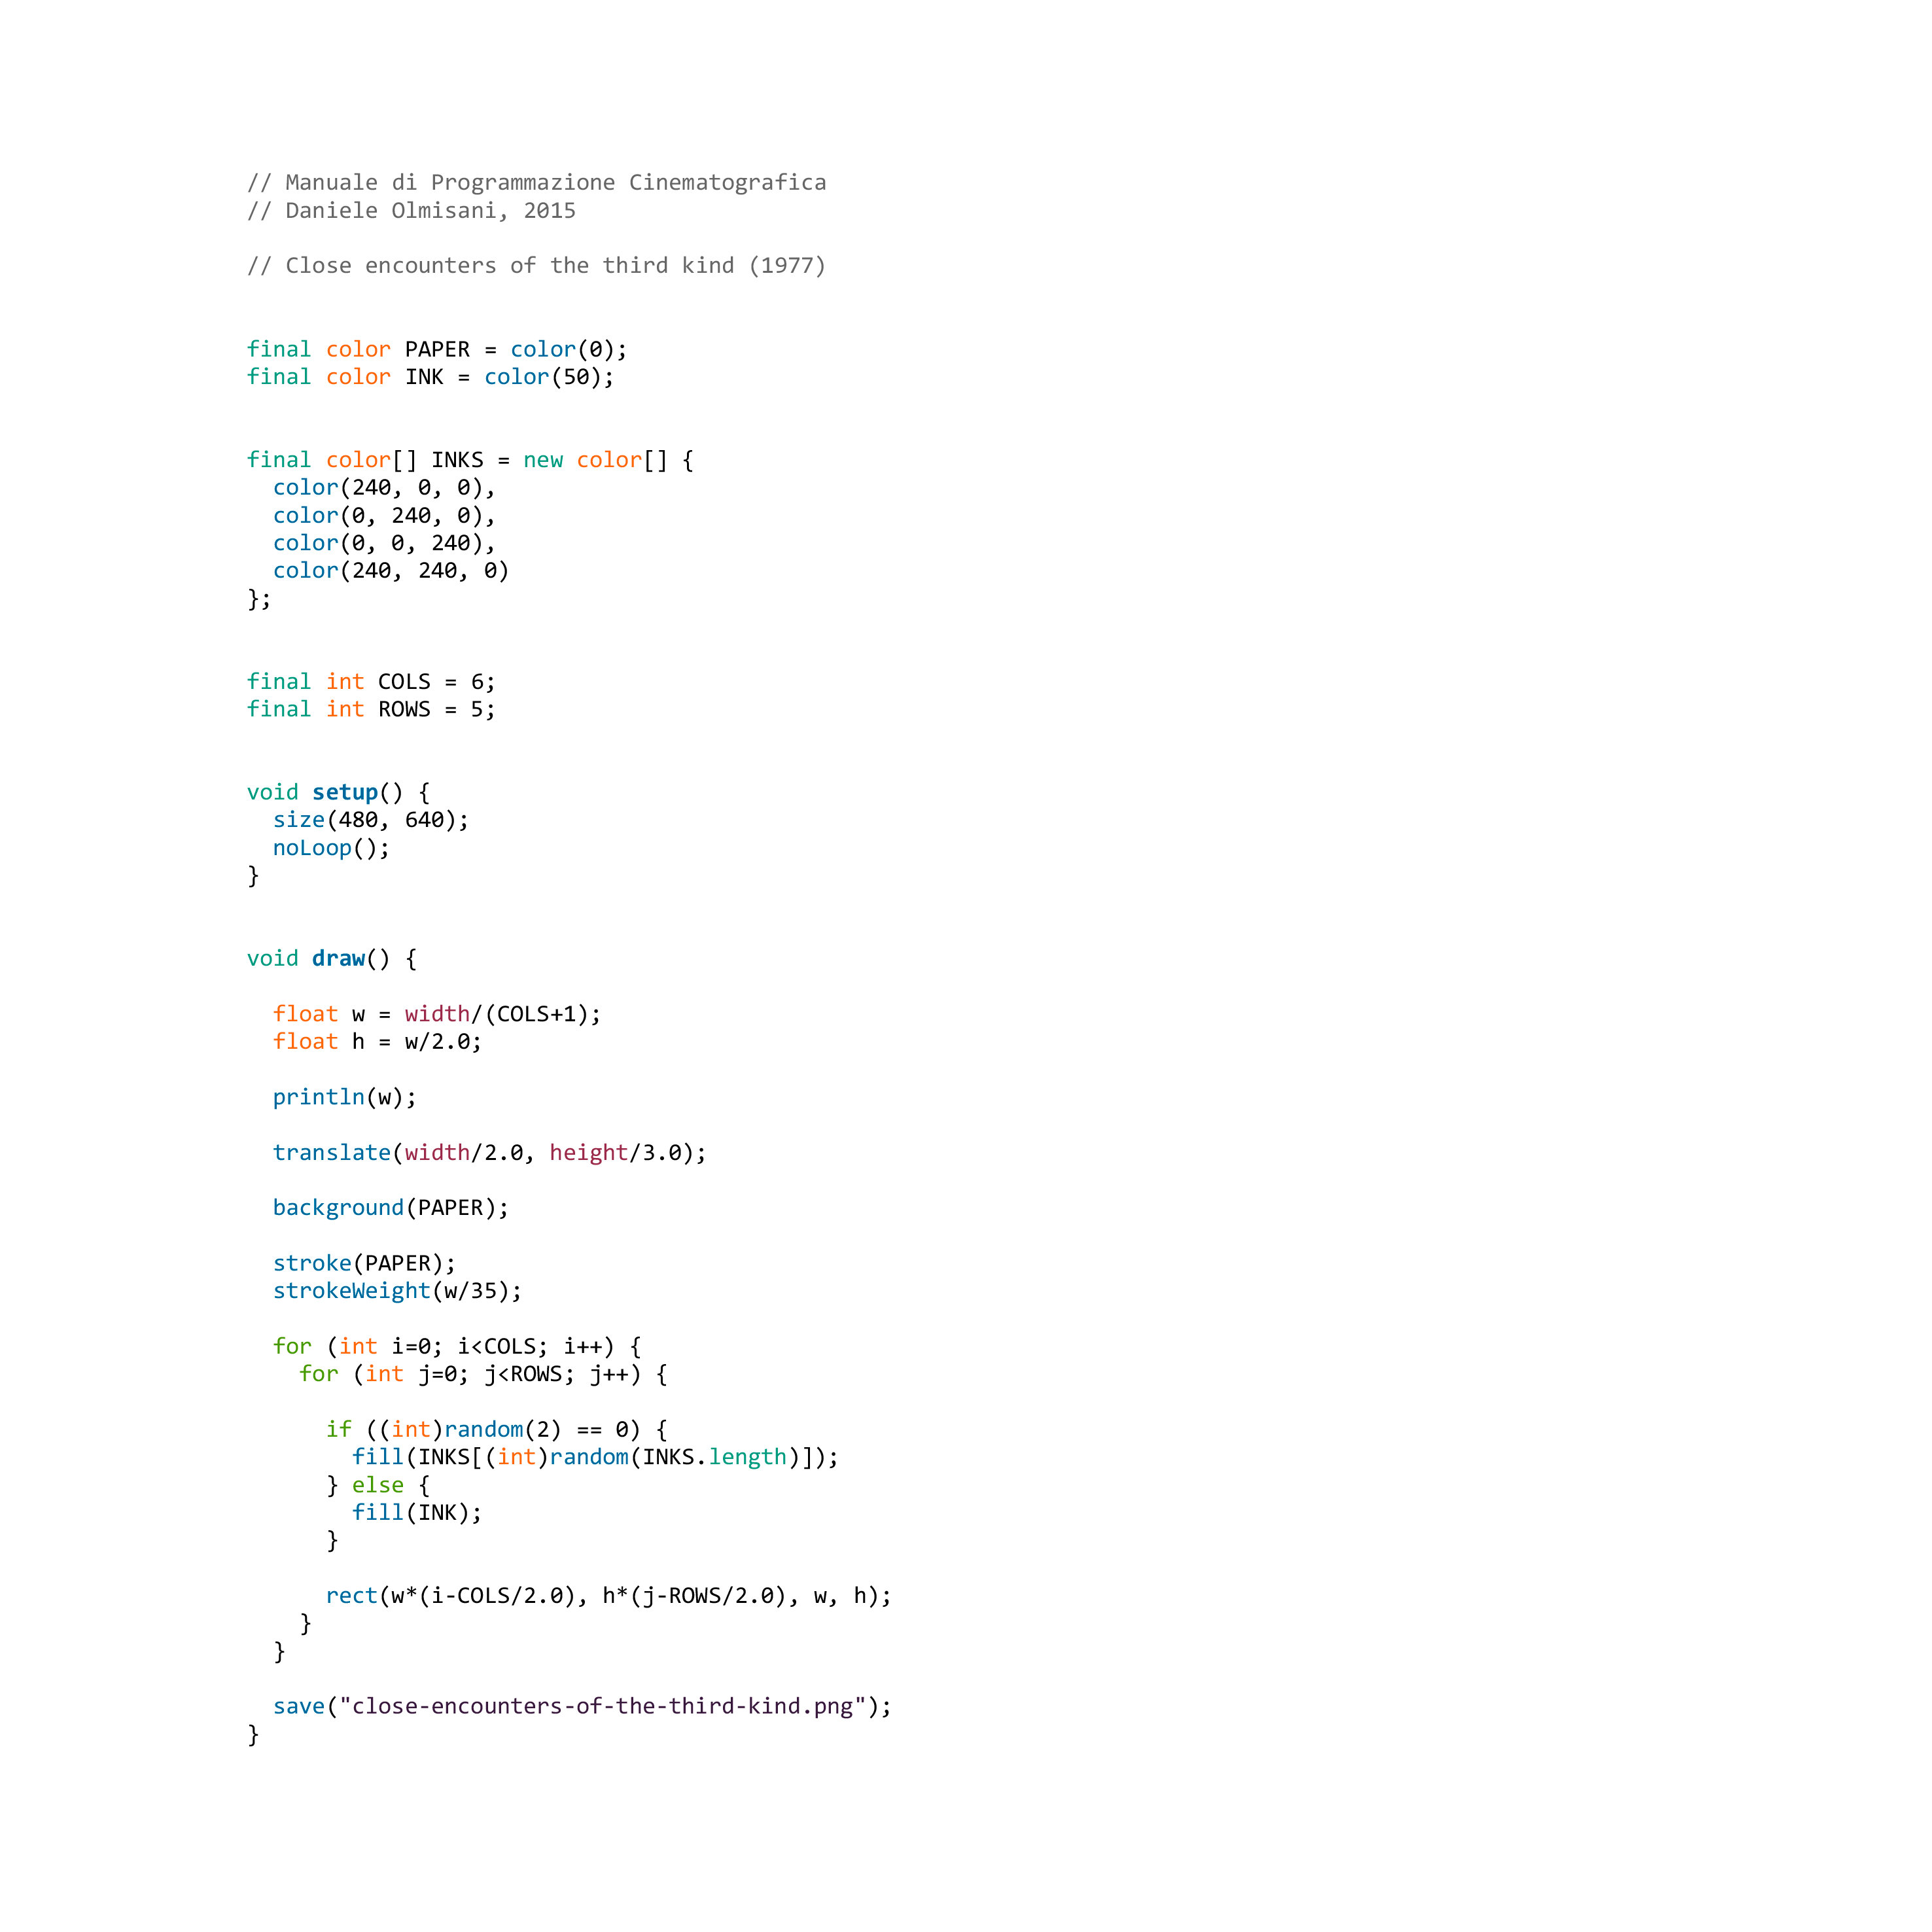 // Manuale di Programmazione Cinematografica
// Daniele Olmisani, 2015

// Close encounters of the third kind (1977)


final color PAPER = color(0);
final color INK = color(50);


final color[] INKS = new color[] {
  color(240, 0, 0),
  color(0, 240, 0),
  color(0, 0, 240),
  color(240, 240, 0)
};


final int COLS = 6;
final int ROWS = 5;


void setup() {
  size(480, 640);
  noLoop();
}


void draw() {

  float w = width/(COLS+1);
  float h = w/2.0;

  println(w);

  translate(width/2.0, height/3.0);

  background(PAPER);

  stroke(PAPER);
  strokeWeight(w/35);

  for (int i=0; i<COLS; i++) {
    for (int j=0; j<ROWS; j++) {

      if ((int)random(2) == 0) {
        fill(INKS[(int)random(INKS.length)]);
      } else {
        fill(INK);
      }

      rect(w*(i-COLS/2.0), h*(j-ROWS/2.0), w, h);
    }
  }

  save("close-encounters-of-the-third-kind.png");
}